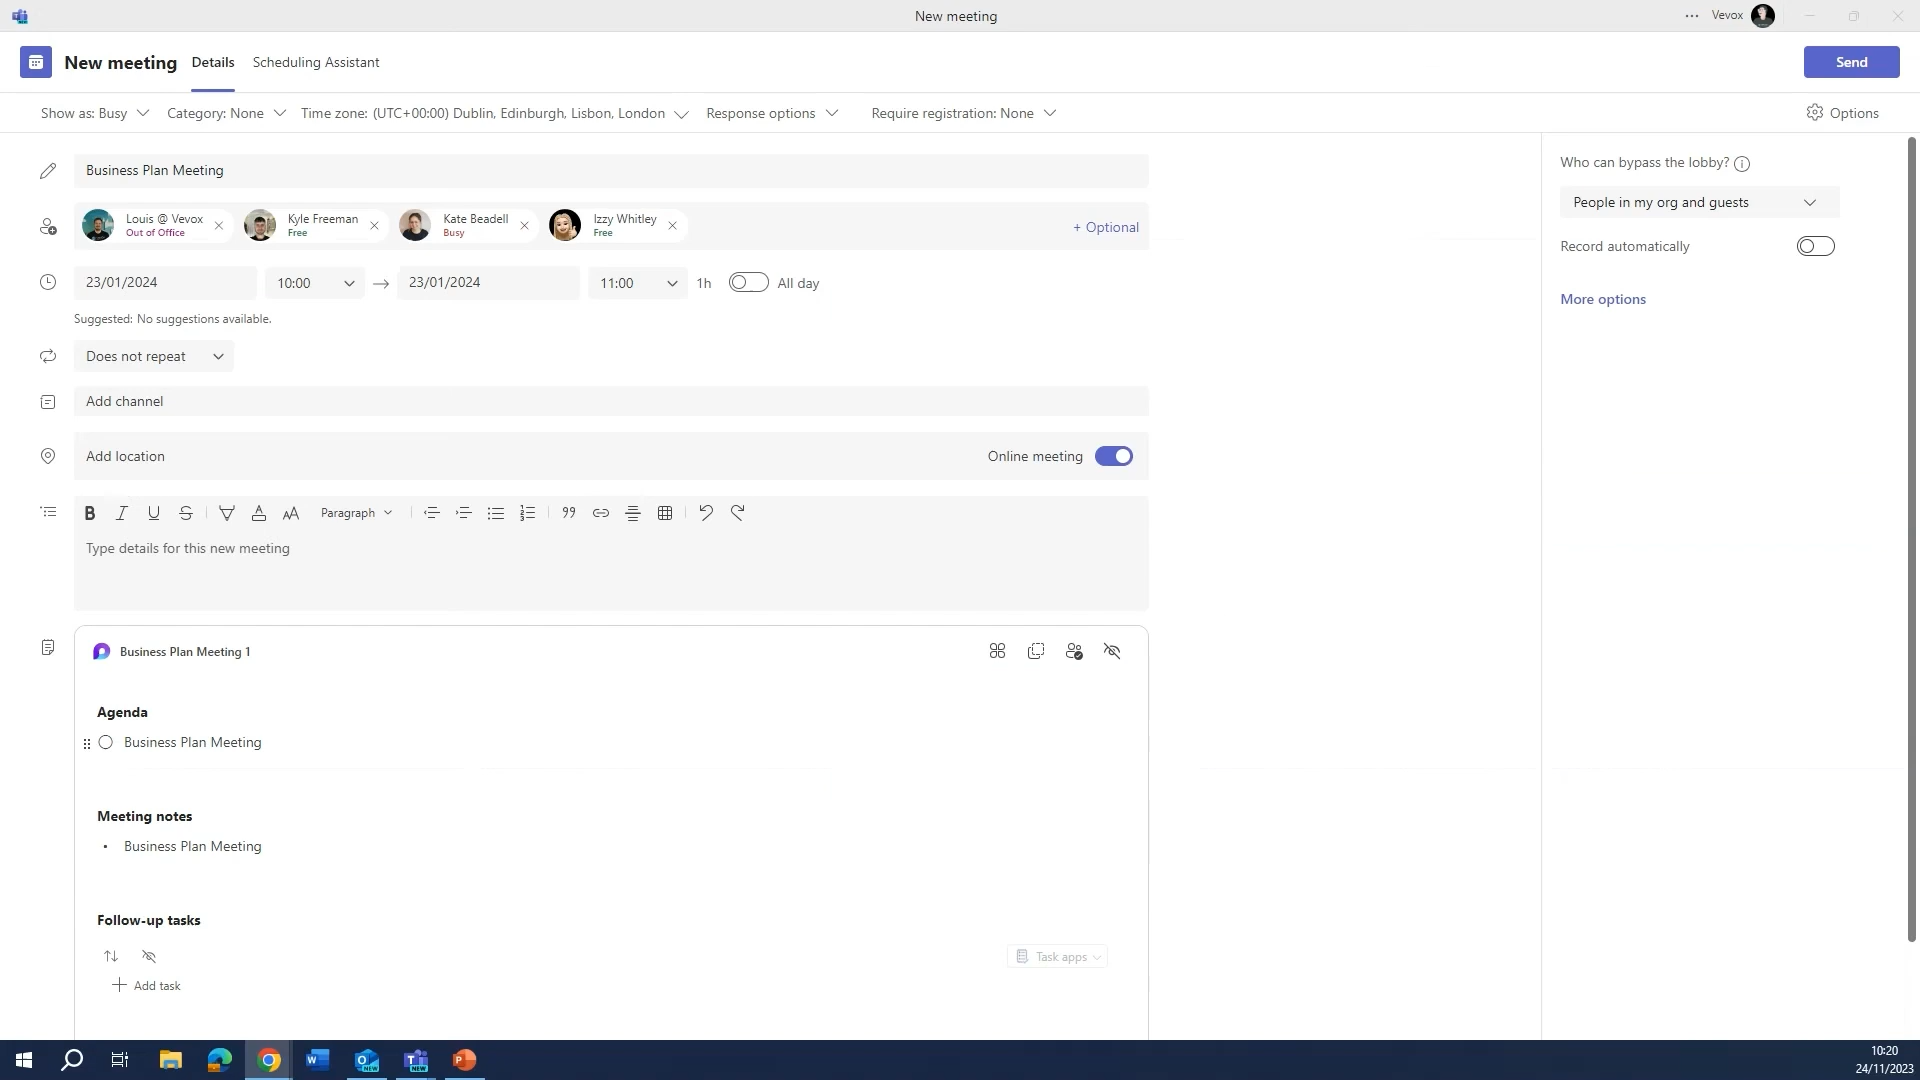 New meeting
Vevox
New meeting Details Scheduling Assistant
Send
Show as: Busy Category: None Time zone: (UTC+00:00) Dublin, Edinburgh, Lisbon, London Response options Require registration: None Options
Business Plan Meeting
Louis @ Vevox Kyle Freeman Kate Beadell Izzy Whitley
Out of Office Free Busy Free
+ Optional
23/01/2024 10:00 → 23/01/2024 11:00 1h All day
Suggested: No suggestions available.
Does not repeat
Add channel
Add location Online meeting
Paragraph
Type details for this new meeting
Business Plan Meeting 1
Agenda
Business Plan Meeting
Meeting notes
• Business Plan Meeting
Follow-up tasks
Task apps
Add task
Who can bypass the lobby?
People in my org and guests
Record automatically
More options
10:20
24/11/2023